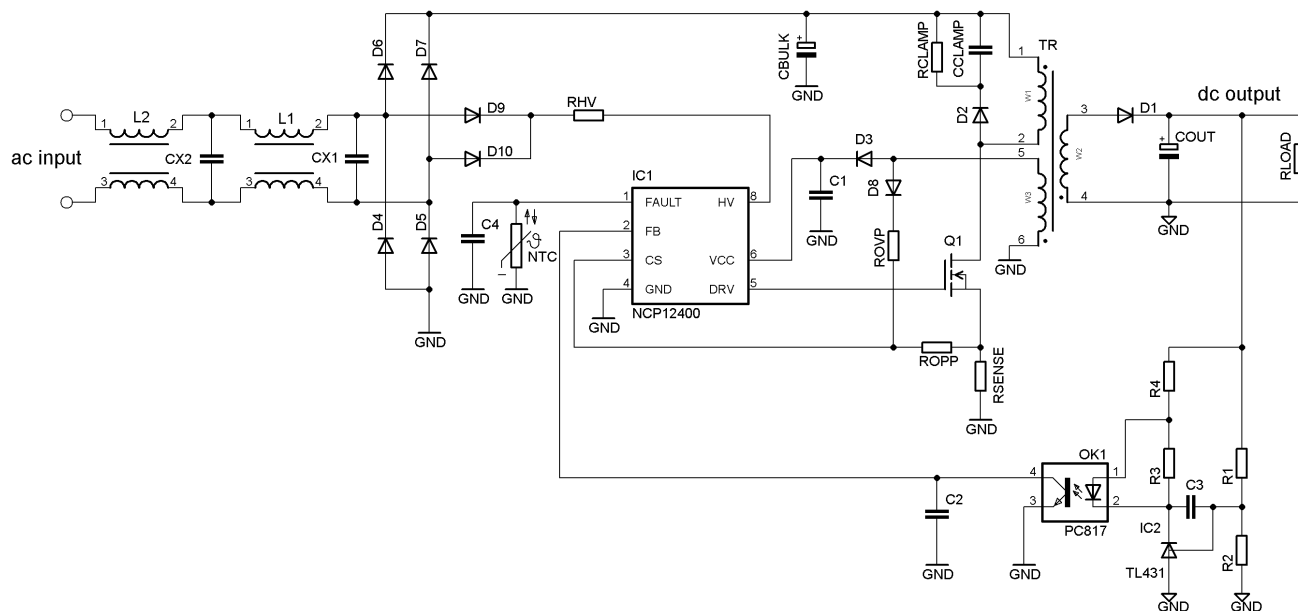 D6
D7
CBULK
+
GND
RCLAMP
CCLAMP
TR
1
W1
2
D2
L2
1
2
3
4
L1
1
2
3
4
CX2
CX1
ac input
D9
D10
RHV
D4
D5
GND
D3
C1
GND
D8
ROVP
5
W3
6
GND
3
W2
4
D1
dc output
+
COUT
GND
RLOAD
IC1
1 FAULT HV 8
2 FB
3 CS VCC 6
4 GND DRV 5
NCP12400
C4
GND
ϑ
NTC
GND
GND
Q1
ROPP
RSENSE
GND
R4
R3
R1
R2
C3
OK1
4
3
1
2
PC817
C2
GND
GND
IC2
TL431
GND
GND